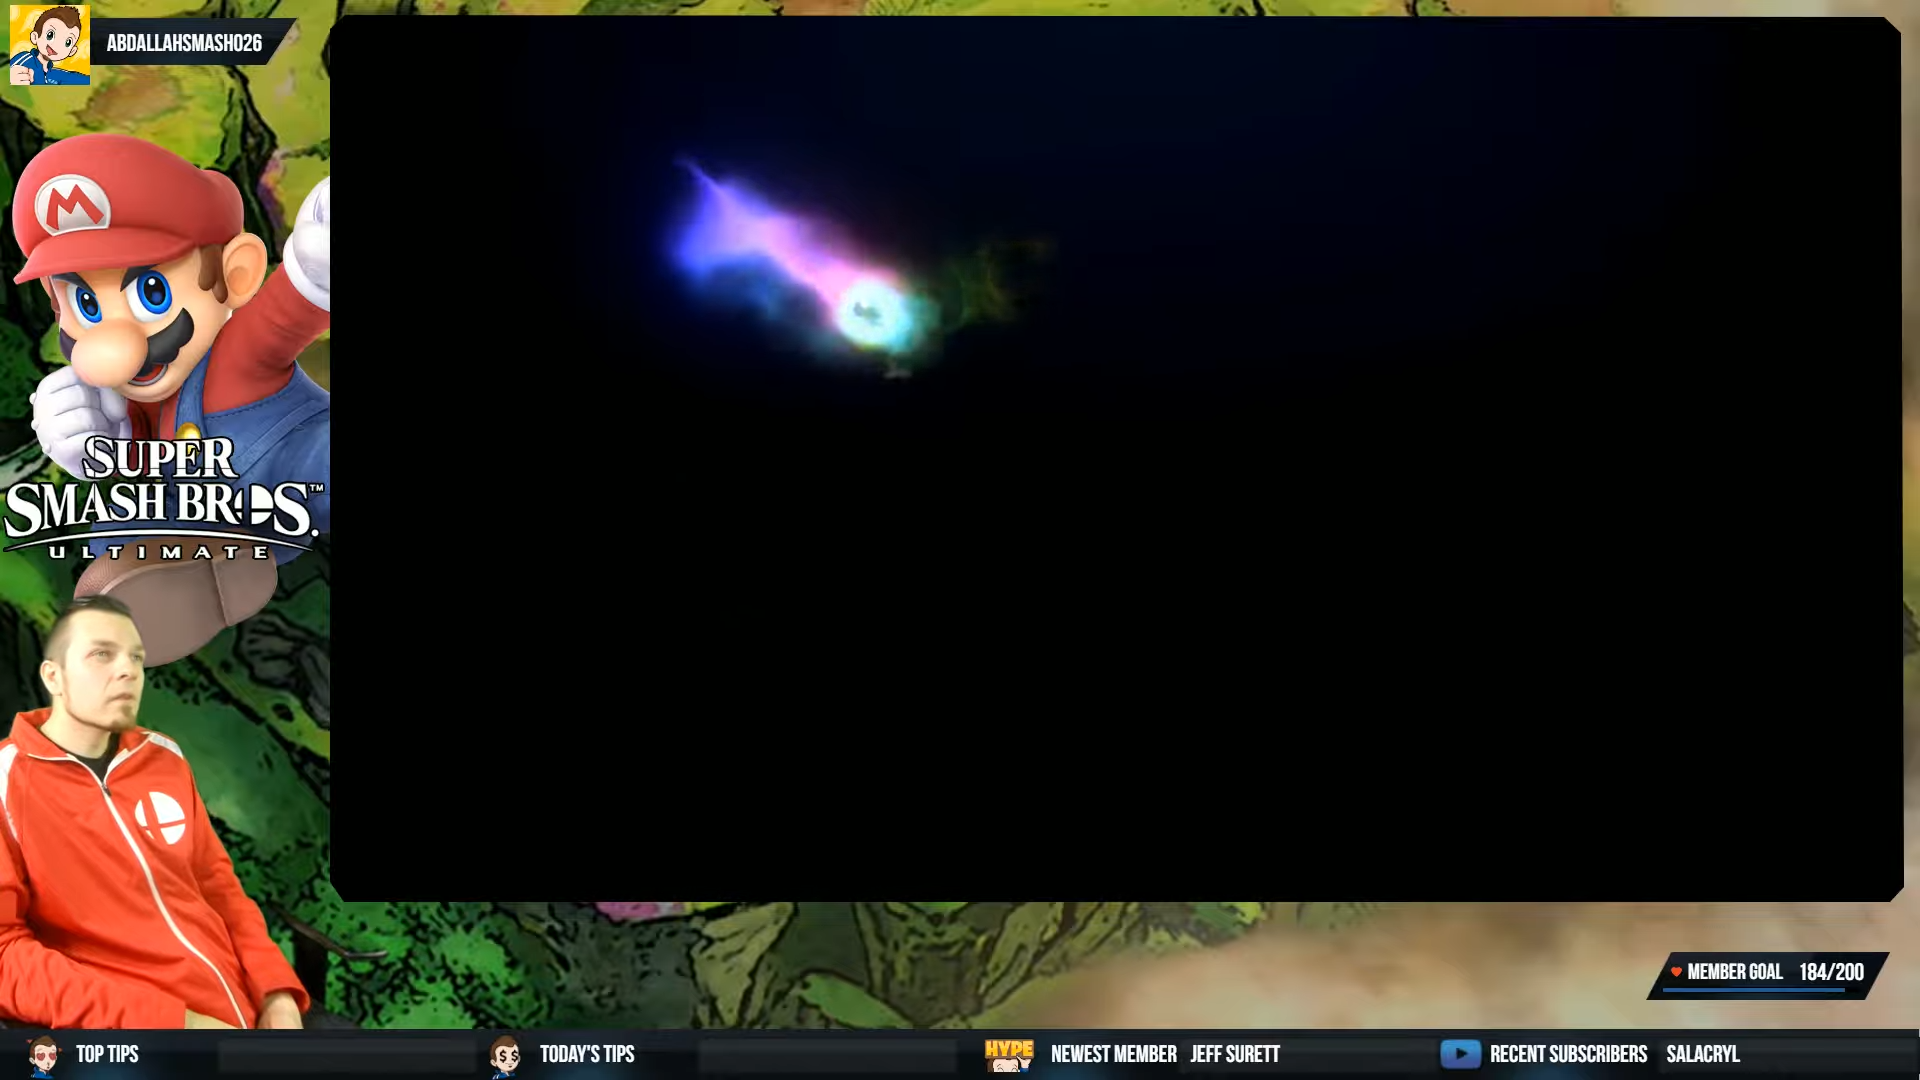 ABDALLAHSMASH026
M
SUPER
SMASH BROS.™
ULTIMATE
MEMBER GOAL 184/200
TOP TIPS
TODAY'S TIPS
HYPE
NEWEST MEMBER JEFF SURETT
RECENT SUBSCRIBERS SALACRYL